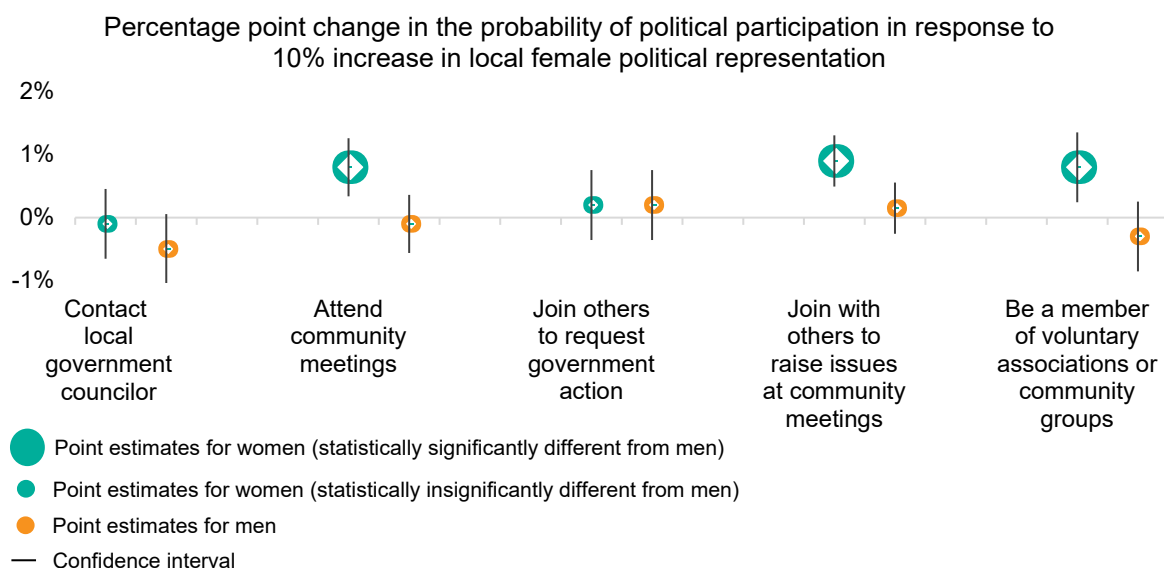 Percentage point change in the probability of political participation in response to
10% increase in local female political representation
2%
1%
0%
-1%
Contact
local
government
councilor
Attend
community
meetings
Join others
to request
government
action
Join with
others to
raise issues
at community
meetings
Be a member
of voluntary
associations or
community
groups
Point estimates for women (statistically significantly different from men)
Point estimates for women (statistically insignificantly different from men)
Point estimates for men
Confidence interval